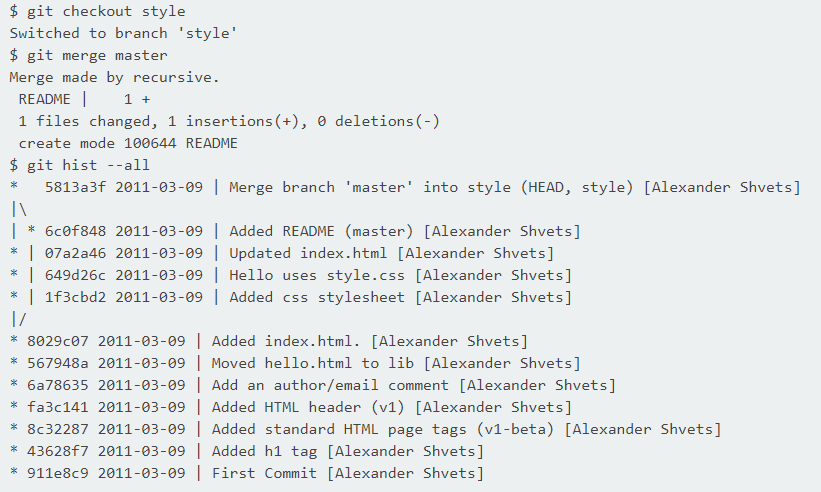 $ git checkout style
Switched to branch 'style'
$ git merge master
Merge made by recursive.
 README |    1 +
 1 files changed, 1 insertions(+), 0 deletions(-)
 create mode 100644 README
$ git hist --all
*   5813a3f 2011-03-09 | Merge branch 'master' into style (HEAD, style) [Alexander Shvets]
|\
| * 6c0f848 2011-03-09 | Added README (master) [Alexander Shvets]
* | 07a2a46 2011-03-09 | Updated index.html [Alexander Shvets]
* | 649d26c 2011-03-09 | Hello uses style.css [Alexander Shvets]
* | 1f3cbd2 2011-03-09 | Added css stylesheet [Alexander Shvets]
|/
* 8029c07 2011-03-09 | Added index.html. [Alexander Shvets]
* 567948a 2011-03-09 | Moved hello.html to lib [Alexander Shvets]
* 6a78635 2011-03-09 | Add an author/email comment [Alexander Shvets]
* fa3c141 2011-03-09 | Added HTML header (v1) [Alexander Shvets]
* 8c32287 2011-03-09 | Added standard HTML page tags (v1-beta) [Alexander Shvets]
* 43628f7 2011-03-09 | Added h1 tag [Alexander Shvets]
* 911e8c9 2011-03-09 | First Commit [Alexander Shvets]